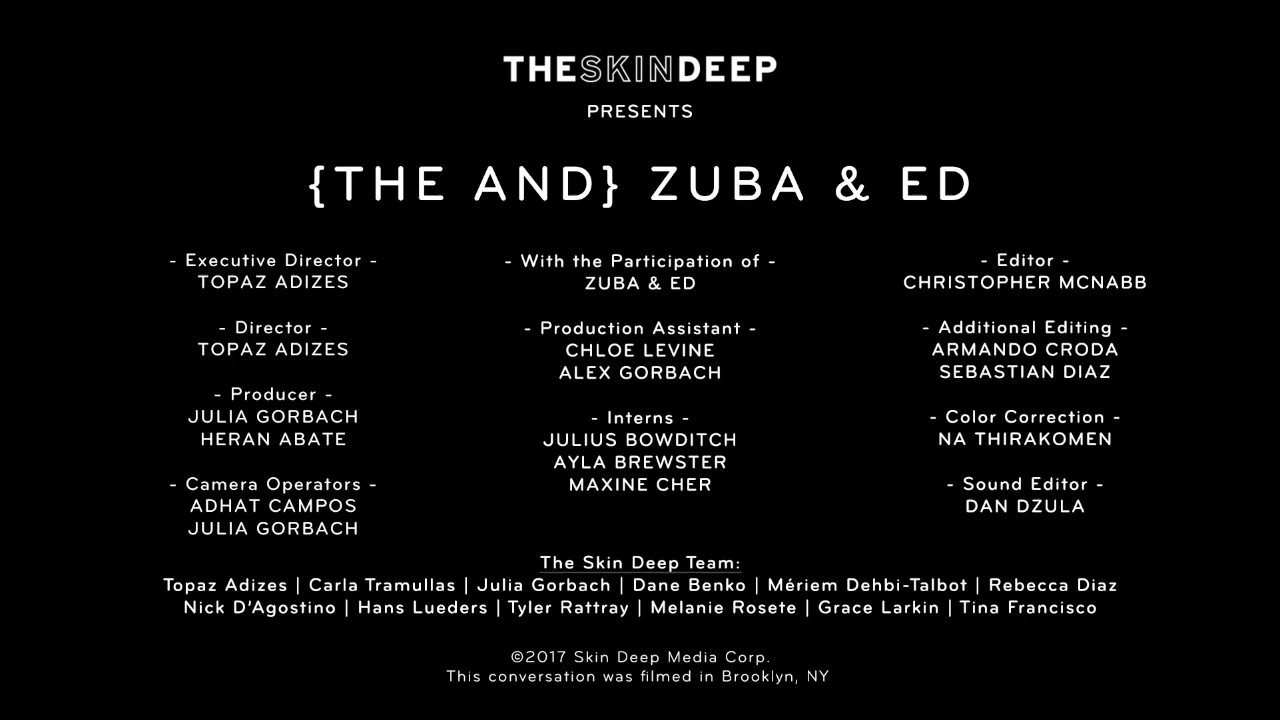 THESKINDEEP
PRESENTS
{THE AND} ZUBA & ED
- Executive Director -
TOPAZ ADIZES
- Director -
TOPAZ ADIZES
- Producer -
JULIA GORBACH
HERAN ABATE
- Camera Operators -
ADHAT CAMPOS
JULIA GORBACH
- With the Participation of -
ZUBA & ED
- Production Assistant -
CHLOE LEVINE
ALEX GORBACH
- Interns -
JULIUS BOWDITCH
AYLA BREWSTER
MAXINE CHER
- Editor -
CHRISTOPHER MCNABB
- Additional Editing -
ARMANDO CRODA
SEBASTIAN DIAZ
- Color Correction -
NA THIRAKOMEN
- Sound Editor -
DAN DZULA
The Skin Deep Team:
Topaz Adizes | Carla Tramullas | Julia Gorbach | Dane Benko | Mériem Dehbi-Talbot | Rebecca Diaz
Nick D'Agostino | Hans Lueders | Tyler Rattray | Melanie Rosete | Grace Larkin | Tina Francisco
©2017 Skin Deep Media Corp.
This conversation was filmed in Brooklyn, NY